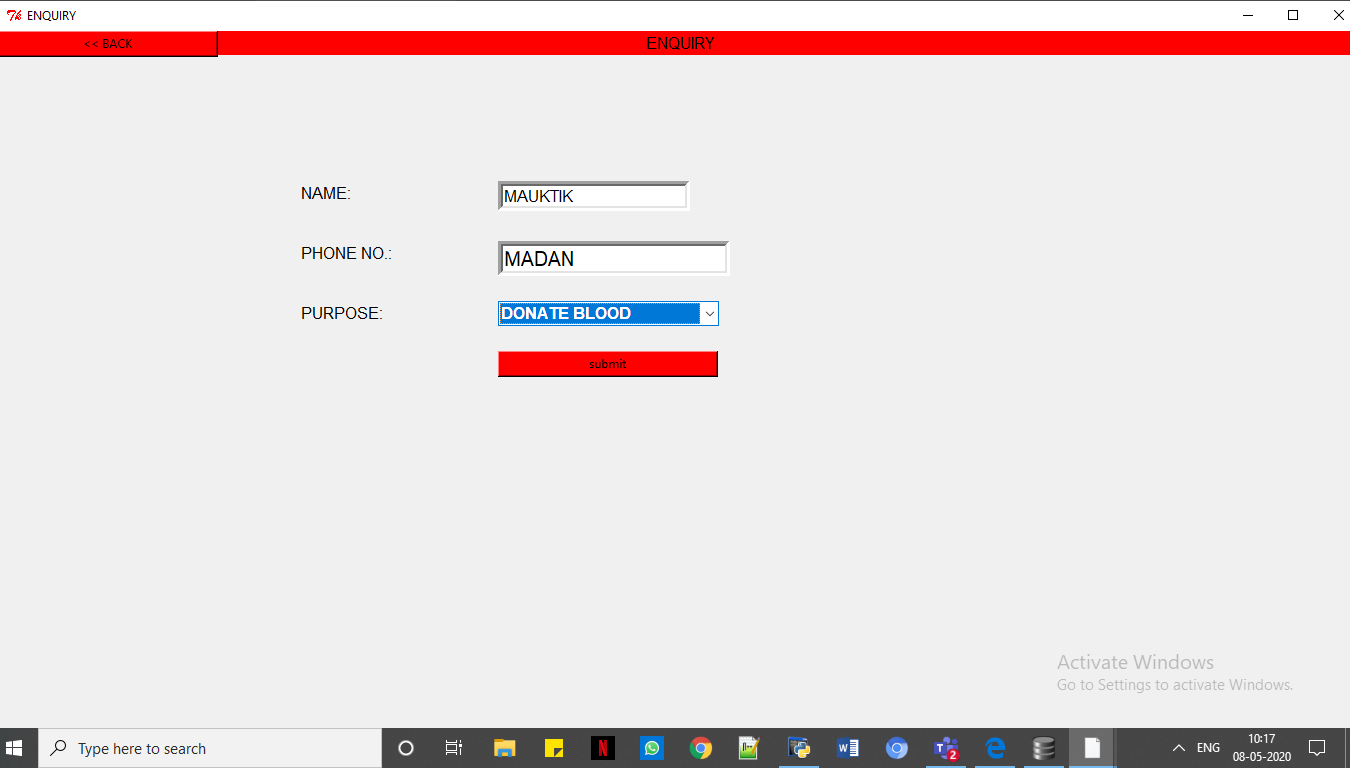 ENQUIRY
<< BACK
ENQUIRY
NAME:
MAUKTIK
PHONE NO.:
MADAN
PURPOSE:
DONATE BLOOD
submit
Activate Windows
Go to Settings to activate Windows.
Type here to search
ENG
10:17
08-05-2020
2